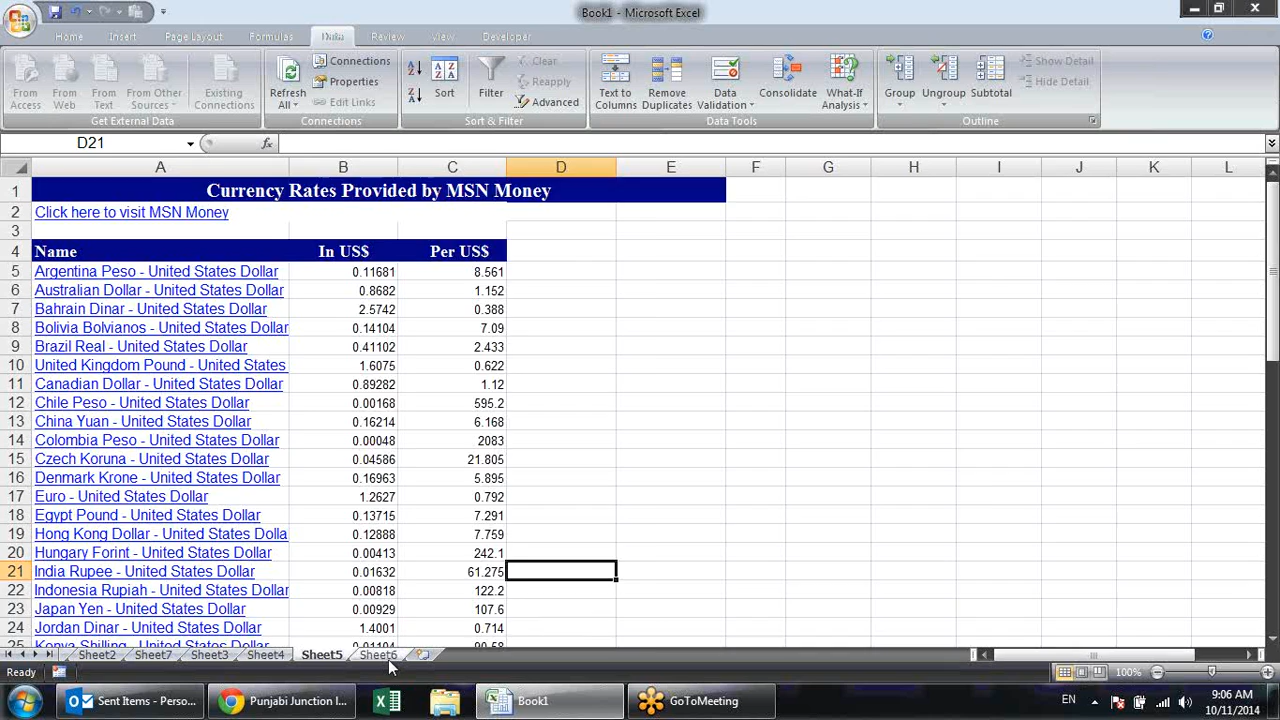 Book1 - Microsoft Excel
Home Insert Page Layout Formulas Data Review View Developer
From Access
From Web
From Text
From Other Sources
Existing Connections
Get External Data
Refresh All
Connections
Properties
Edit Links
Connections
Sort
Filter
Clear
Reapply
Advanced
Sort & Filter
Text to Columns
Remove Duplicates
Data Validation
Consolidate
What-If Analysis
Data Tools
Group
Ungroup
Subtotal
Show Detail
Hide Detail
Outline
D21 fx
A B C D E F G H I J K L
1 Currency Rates Provided by MSN Money
2 Click here to visit MSN Money
3
4 Name In US$ Per US$
5 Argentina Peso - United States Dollar 0.11681 8.561
6 Australian Dollar - United States Dollar 0.8682 1.152
7 Bahrain Dinar - United States Dollar 2.5742 0.388
8 Bolivia Bolvianos - United States Dollar 0.14104 7.09
9 Brazil Real - United States Dollar 0.41102 2.433
10 United Kingdom Pound - United States 1.6075 0.622
11 Canadian Dollar - United States Dollar 0.89282 1.12
12 Chile Peso - United States Dollar 0.00168 595.2
13 China Yuan - United States Dollar 0.16214 6.168
14 Colombia Peso - United States Dollar 0.00048 2083
15 Czech Koruna - United States Dollar 0.04586 21.805
16 Denmark Krone - United States Dollar 0.16963 5.895
17 Euro - United States Dollar 1.2627 0.792
18 Egypt Pound - United States Dollar 0.13715 7.291
19 Hong Kong Dollar - United States Dolla 0.12888 7.759
20 Hungary Forint - United States Dollar 0.00413 242.1
21 India Rupee - United States Dollar 0.01632 61.275
22 Indonesia Rupiah - United States Dollar 0.00818 122.2
23 Japan Yen - United States Dollar 0.00929 107.6
24 Jordan Dinar - United States Dollar 1.4001 0.714
25 Kenya Shilling - United States Dollar
Sheet2 Sheet7 Sheet3 Sheet4 Sheet5 Sheet6
Ready 100%
Sent Items - Perso... Punjabi Junction I... Book1 GoToMeeting EN 9:06 AM
10/11/2014